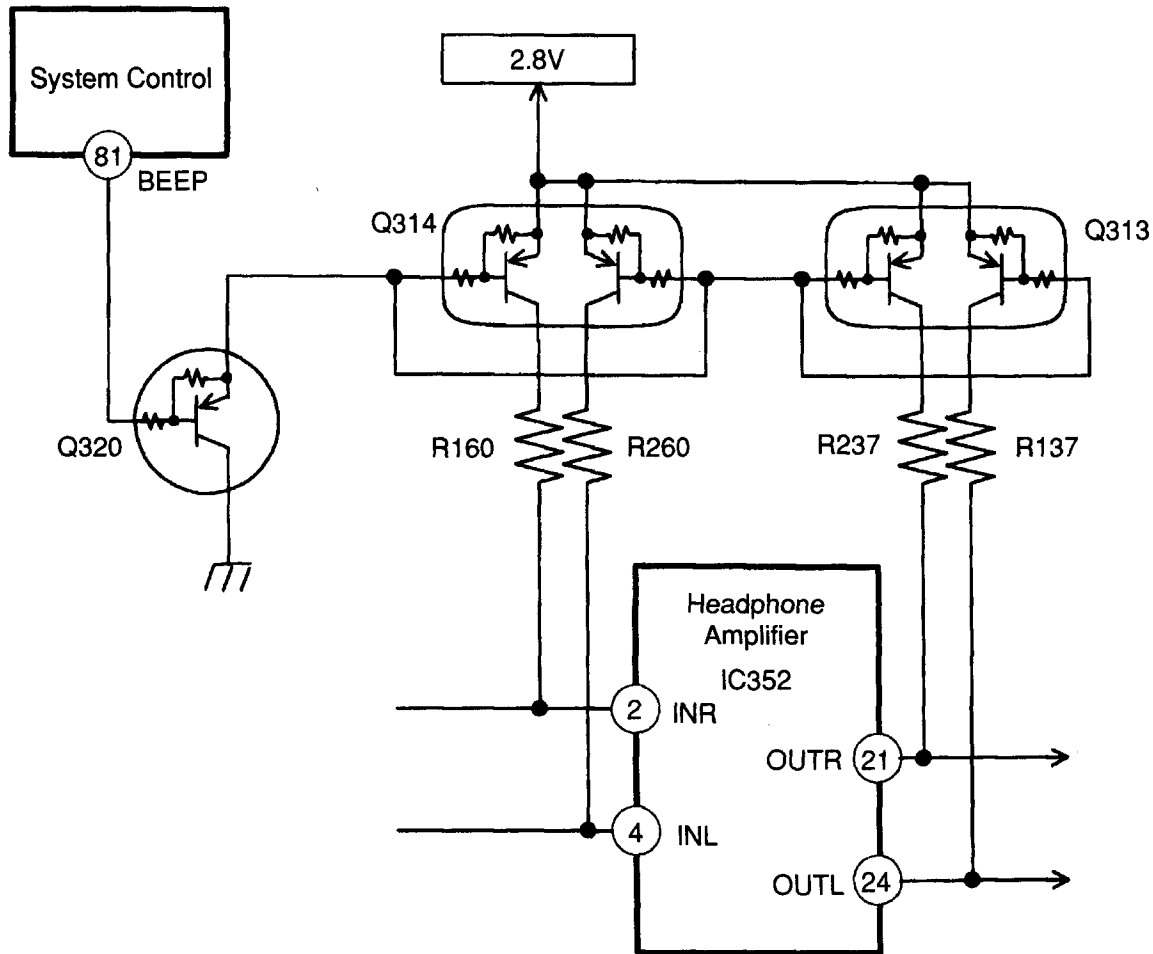 System Control
81
BEEP
2.8V
Q314
Q313
Q320
R160
R260
R237
R137
Headphone
Amplifier
IC352
2
INR
OUTR
21
4
INL
OUTL
24